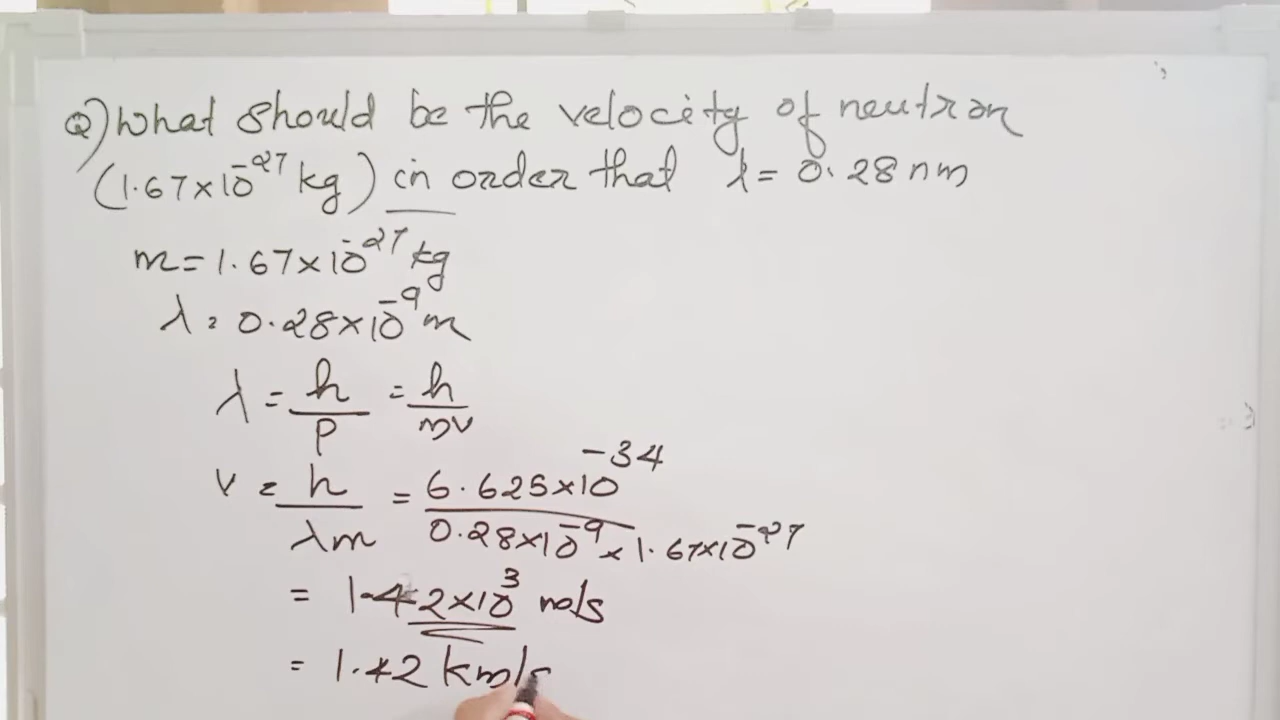 Q) What should be the velocity of neutron
(1.67×10⁻²⁷ kg) in order that λ = 0.28 nm
m = 1.67×10⁻²⁷ kg
λ = 0.28×10⁻⁹ m
λ = h/p = h/mv
v = h/λm = 6.625×10⁻³⁴/0.28×10⁻⁹ × 1.67×10⁻²⁷
= 1.42×10³ m/s
= 1.42 km/s